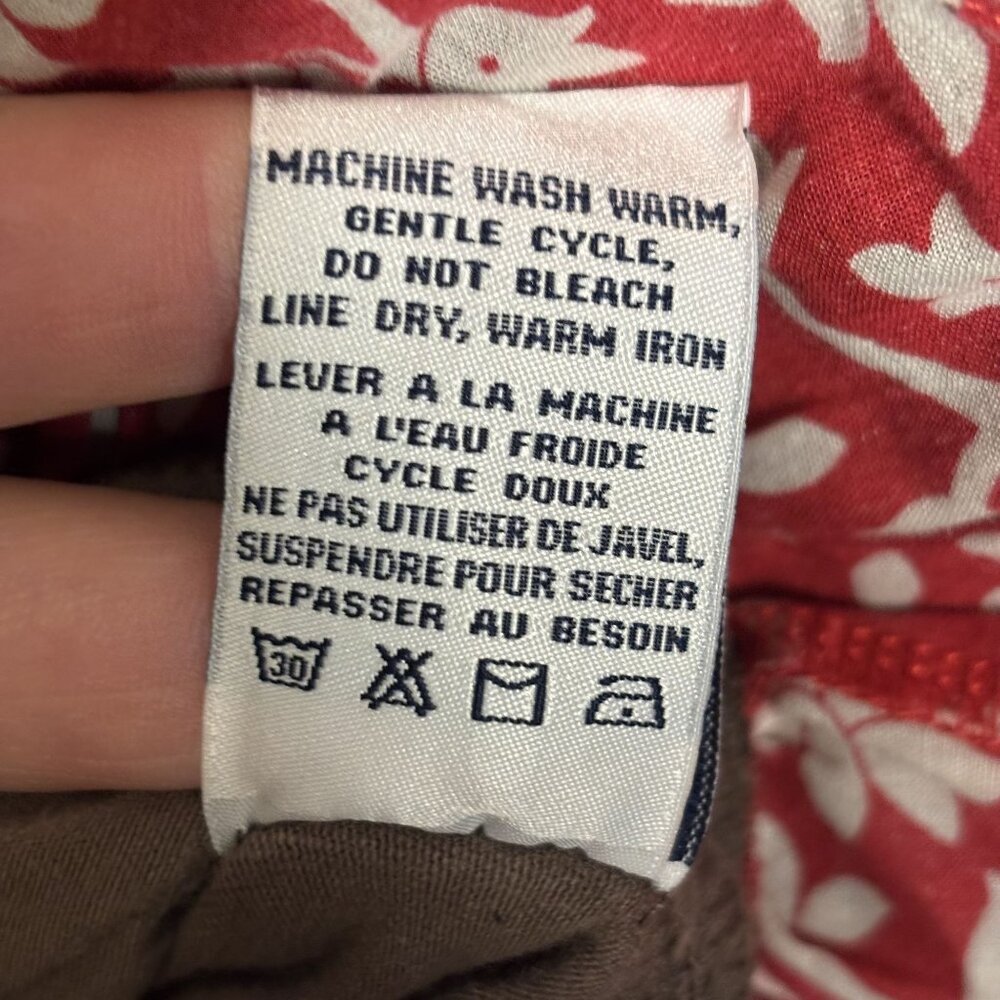 MACHINE WASH WARM,
GENTLE CYCLE,
DO NOT BLEACH
LINE DRY, WARM IRON
LEVER A LA MACHINE
A L'EAU FROIDE
CYCLE DOUX
NE PAS UTILISER DE JAVEL,
SUSPENDRE POUR SECHER
REPASSER AU BESOIN
30